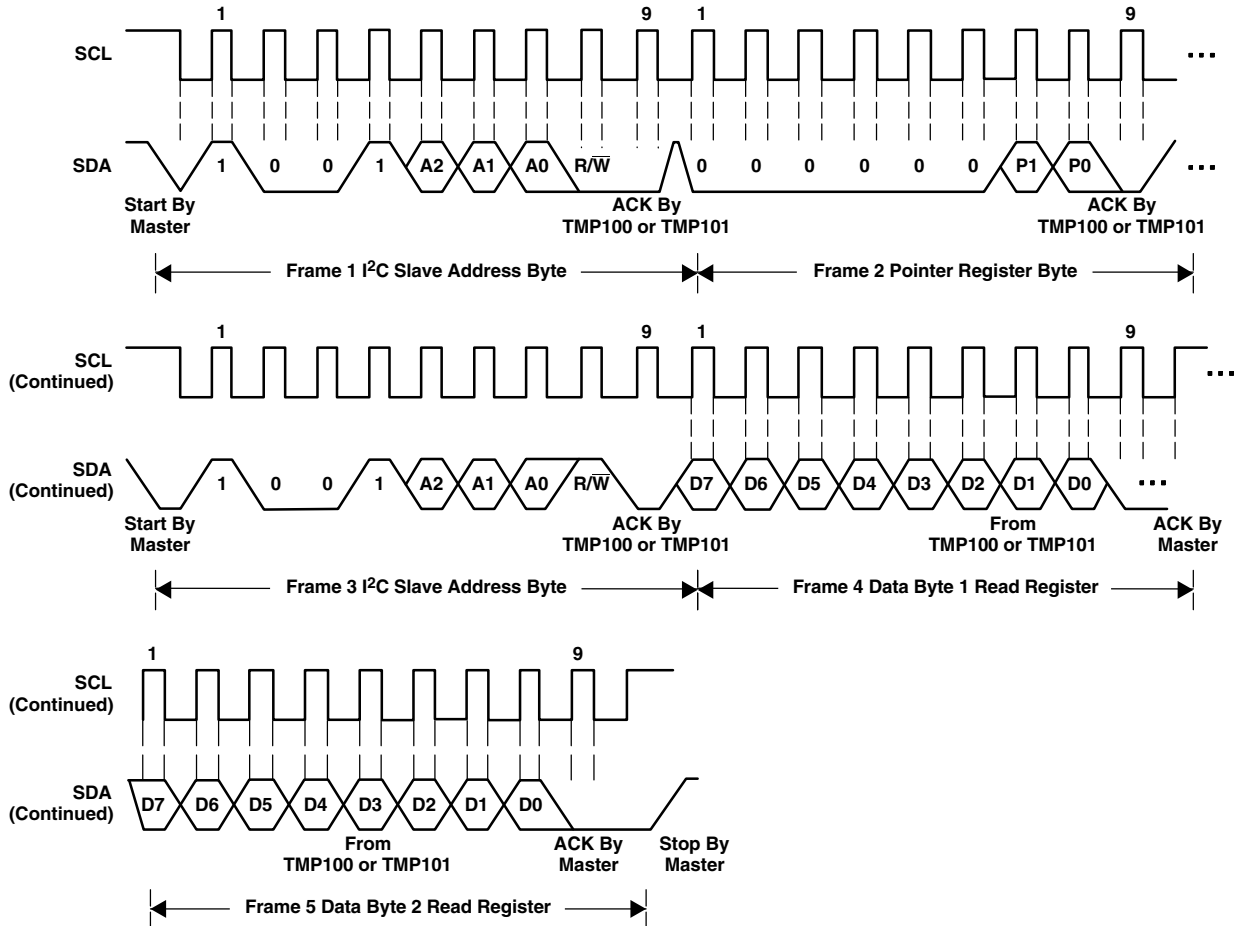 1 9 1 9
SCL
SDA
1 0 0 1 A2 A1 A0 R/W̅ 0 0 0 0 0 0 P1 P0
Start By
Master
ACK By
TMP100 or TMP101
ACK By
TMP100 or TMP101
Frame 1 I²C Slave Address Byte
Frame 2 Pointer Register Byte
1 9 1 9
SCL
(Continued)
SDA
(Continued)
1 0 0 1 A2 A1 A0 R/W̅ D7 D6 D5 D4 D3 D2 D1 D0
Start By
Master
ACK By
TMP100 or TMP101
From
TMP100 or TMP101
ACK By
Master
Frame 3 I²C Slave Address Byte
Frame 4 Data Byte 1 Read Register
1 9
SCL
(Continued)
SDA
(Continued)
D7 D6 D5 D4 D3 D2 D1 D0
From
TMP100 or TMP101
ACK By
Master
Stop By
Master
Frame 5 Data Byte 2 Read Register